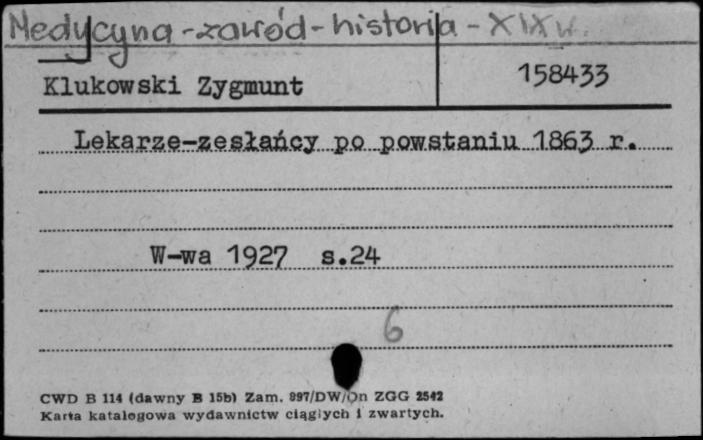 Medycyna - zawód - historia - XIX w.
Klukowski Zygmunt
158433
Lekarze-zesłańcy po powstaniu 1863 r.
W-wa 1927 s.24
6
CWD B 114 (dawny B 15b) Zam. 997/DW/On ZGG 2542
Karta katalogowa wydawnictw ciągłych i zwartych.